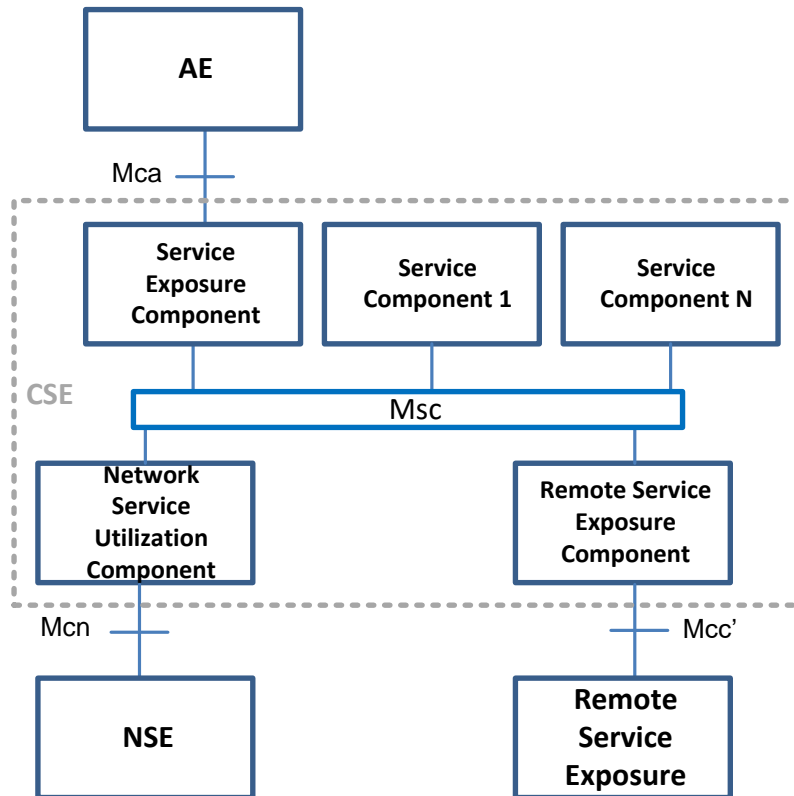 AE
Mca
Service
Exposure
Component
Service
Component 1
Service
Component N
CSE
Msc
Network
Service
Utilization
Component
Remote Service
Exposure
Component
Mcn
Mcc’
NSE
Remote
Service
Exposure